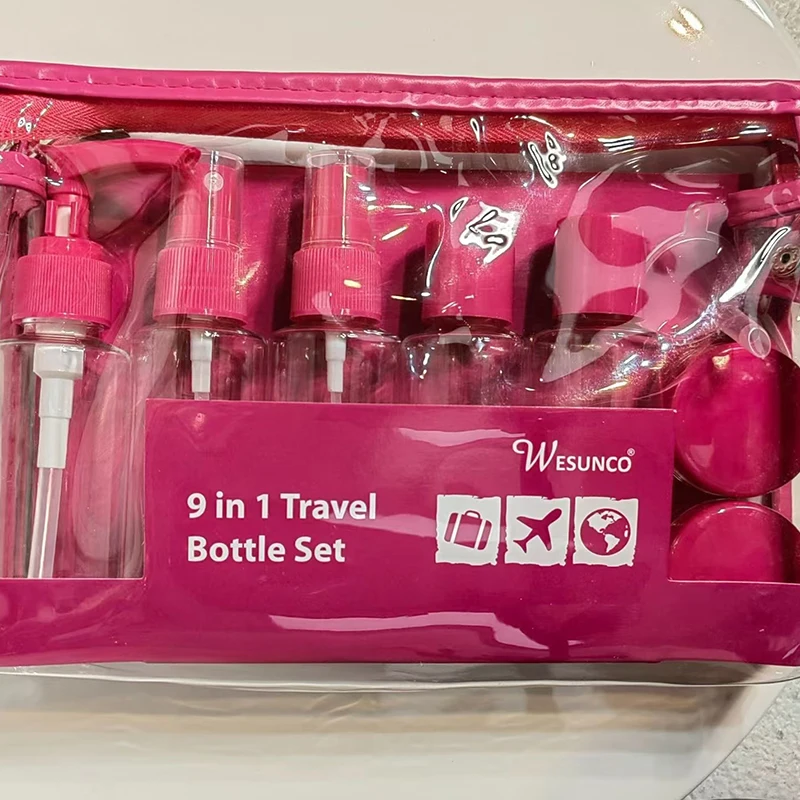 WESUNCO®
9 in 1 Travel
Bottle Set